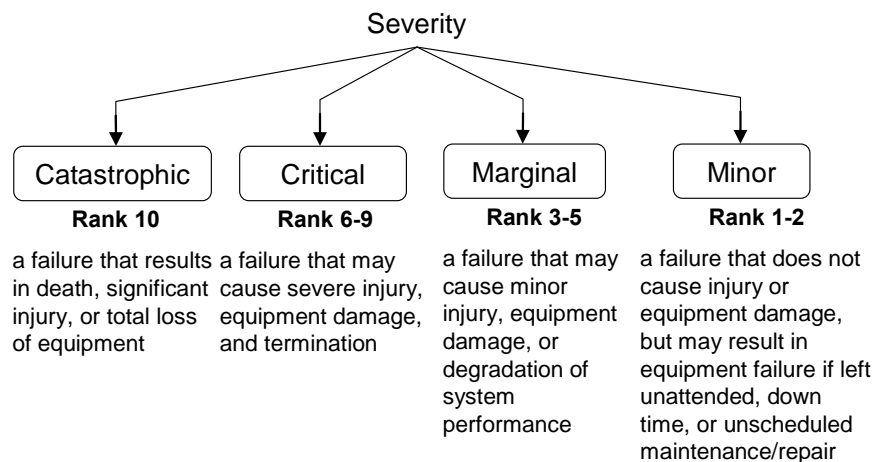 Severity
Catastrophic
Rank 10
a failure that results
in death, significant
injury, or total loss
of equipment
Critical
Rank 6-9
a failure that may
cause severe injury,
equipment damage,
and termination
Marginal
Rank 3-5
a failure that may
cause minor
injury, equipment
damage, or
degradation of
system
performance
Minor
Rank 1-2
a failure that does not
cause injury or
equipment damage,
but may result in
equipment failure if left
unattended, down
time, or unscheduled
maintenance/repair